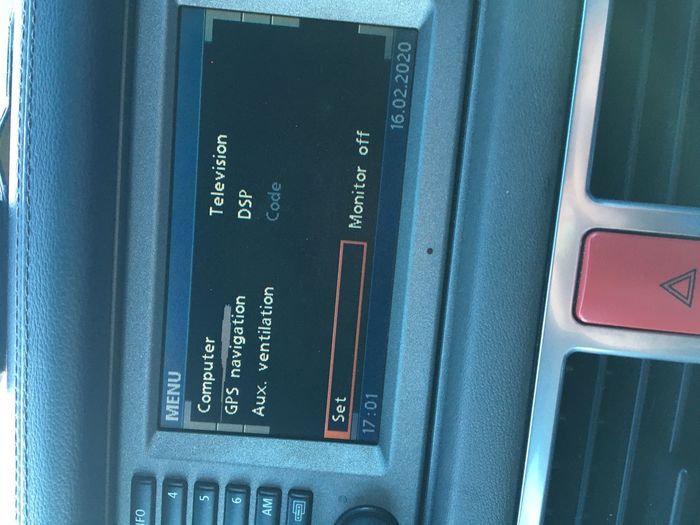 MENU
Computer Television
GPS navigation DSP
Aux. ventilation Code
Set Monitor off
17:01 16.02.2020
4
5
6
AM